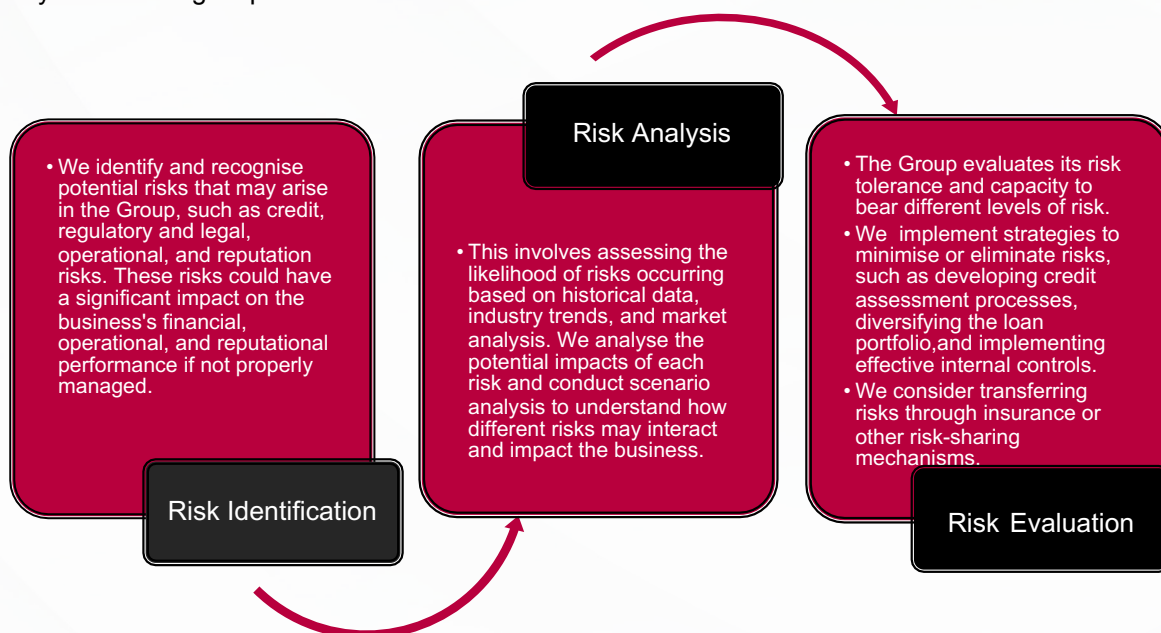 • We identify and recognise
potential risks that may arise
in the Group, such as credit,
regulatory and legal,
operational, and reputation
risks. These risks could have
a significant impact on the
business's financial,
operational, and reputational
performance if not properly
managed.
Risk Identification
Risk Analysis
• This involves assessing the
likelihood of risks occurring
based on historical data,
industry trends, and market
analysis. We analyse the
potential impacts of each
risk and conduct scenario
analysis to understand how
different risks may interact
and impact the business.
• The Group evaluates its risk
tolerance and capacity to
bear different levels of risk.
• We  implement strategies to
minimise or eliminate risks,
such as developing credit
assessment processes,
diversifying the loan
portfolio,and implementing
effective internal controls.
• We consider transferring
risks through insurance or
other risk-sharing
mechanisms.
Risk Evaluation